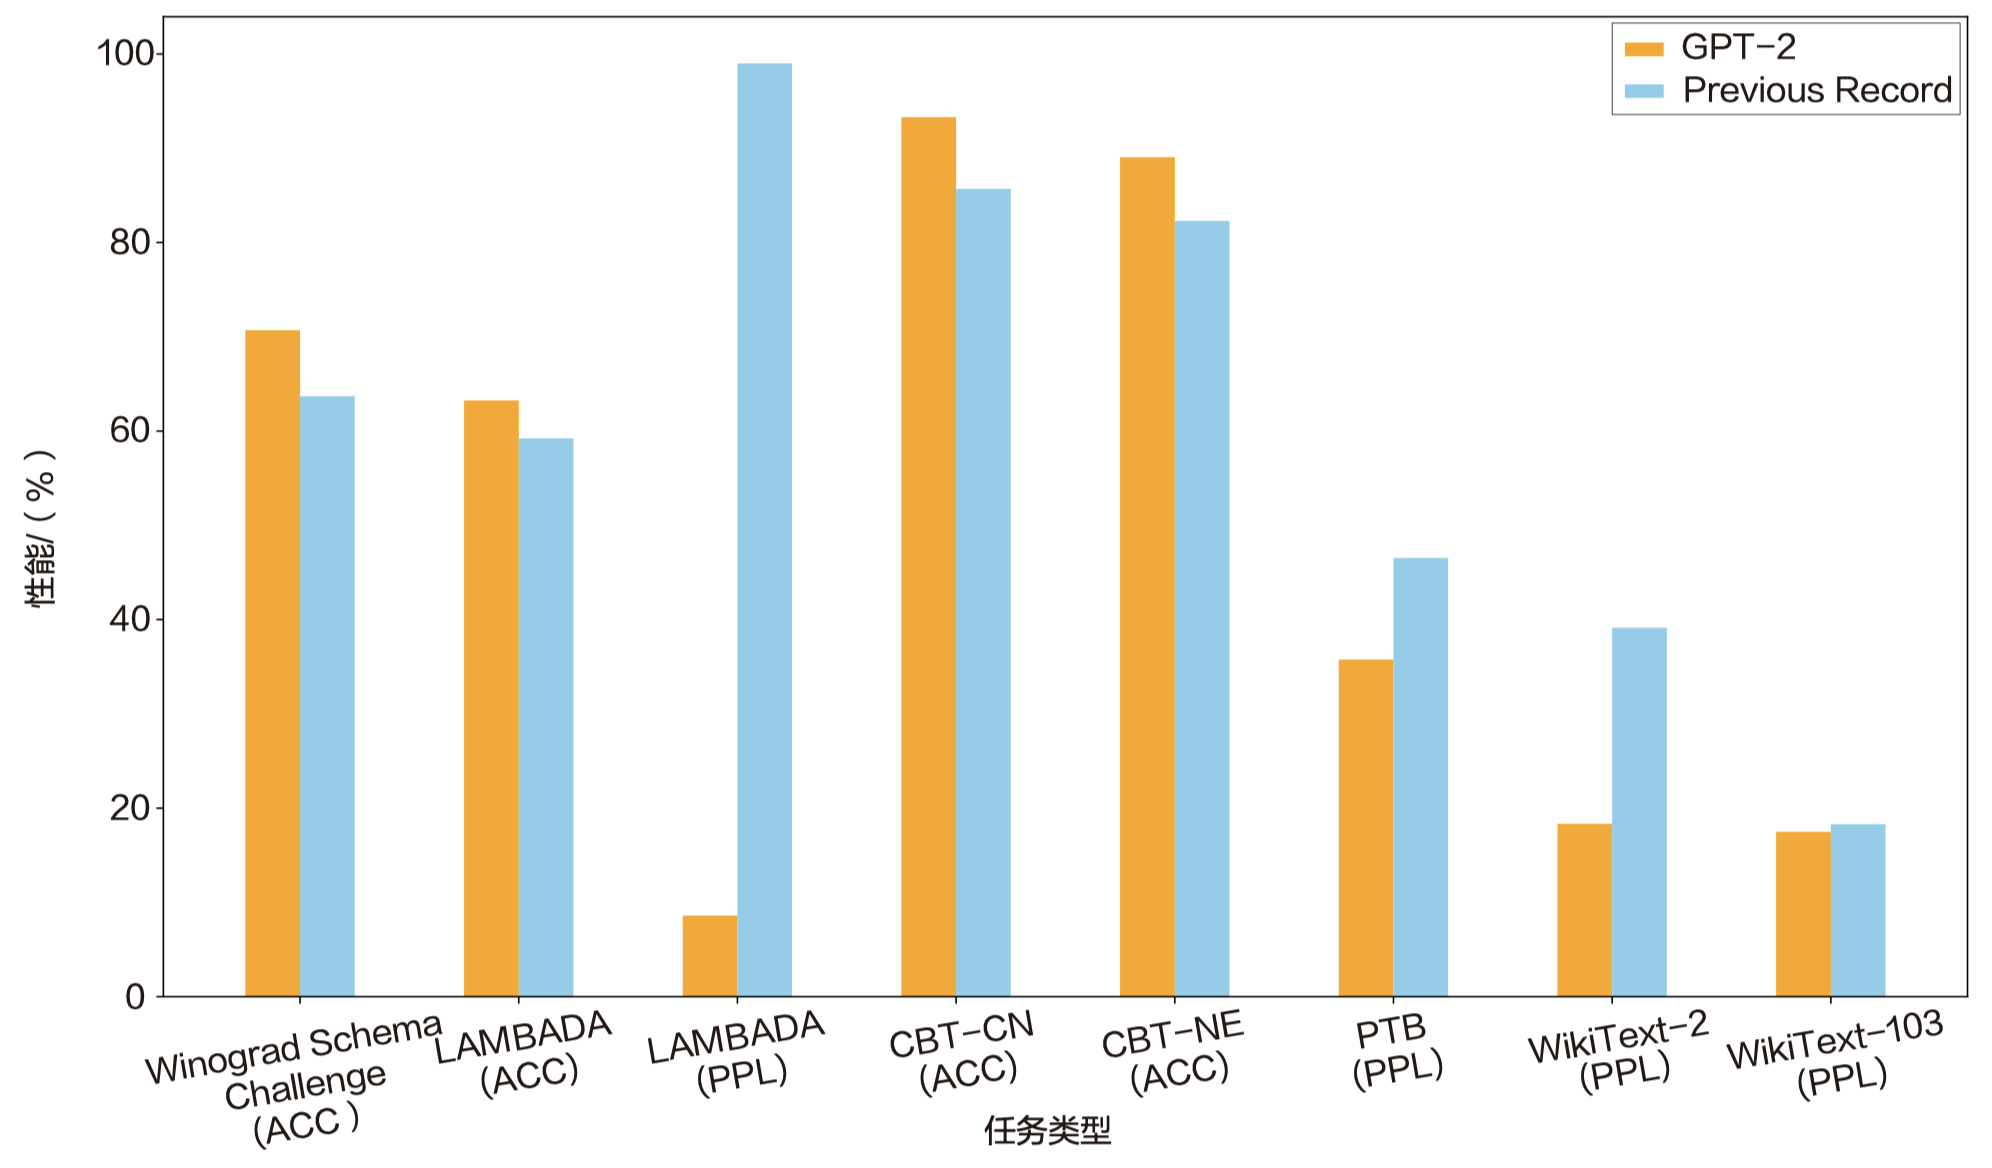 100
80
60
40
20
0
性能/(%)
GPT-2
Previous Record
Winograd Schema
Challenge
(ACC )
LAMBADA
(ACC)
LAMBADA
(PPL)
CBT-CN
(ACC)
CBT-NE
(ACC)
PTB
(PPL)
WikiText-2
(PPL)
WikiText-103
(PPL)
任务类型